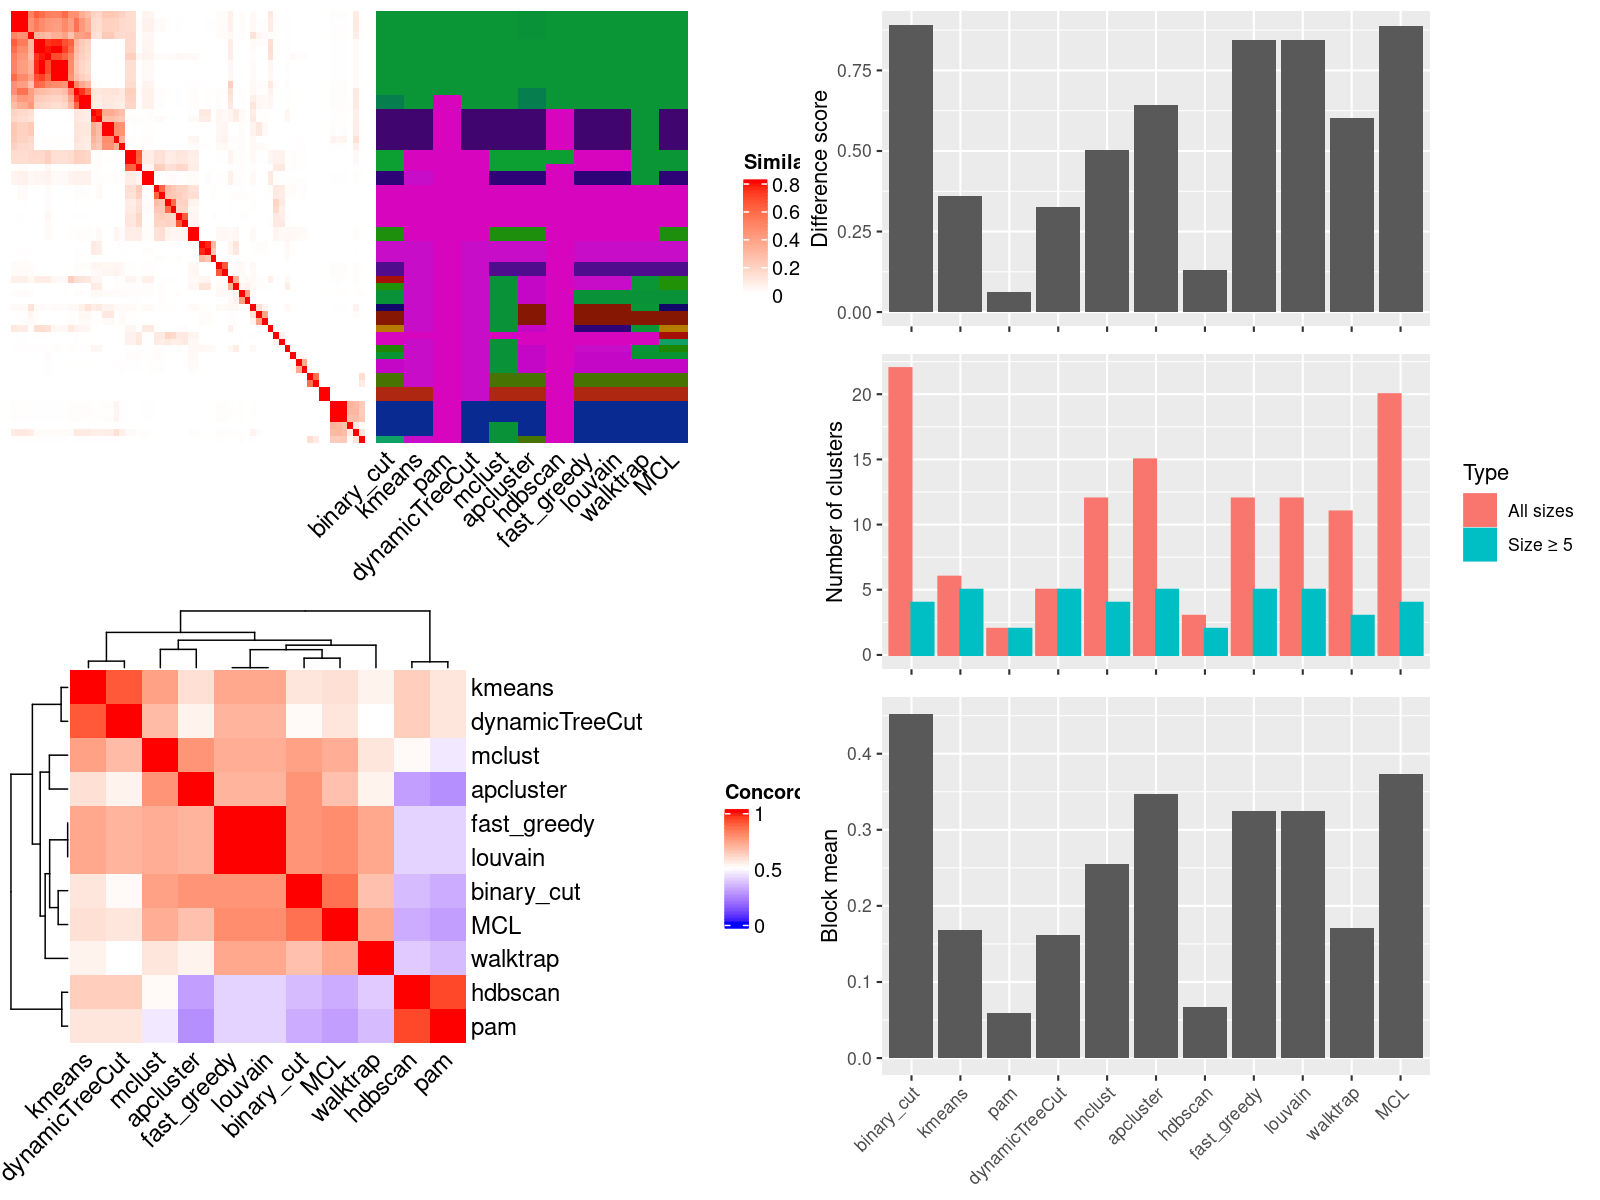 Simila
0.8
0.6
0.4
0.2
0
binary_cut
kmeans
pam
dynamicTreeCut
mclust
apcluster
hdbscan
fast_greedy
louvain
walktrap
MCL
kmeans
dynamicTreeCut
mclust
apcluster
fast_greedy
louvain
binary_cut
MCL
walktrap
hdbscan
pam
kmeans
dynamicTreeCut
mclust
apcluster
fast_greedy
louvain
binary_cut
MCL
walktrap
hdbscan
pam
Concord
1
0.5
0
Difference score
0.75
0.50
0.25
0.00
Number of clusters
20
15
10
5
0
Type
All sizes
Size ≥ 5
Block mean
0.4
0.3
0.2
0.1
0.0
binary_cut
kmeans
pam
dynamicTreeCut
mclust
apcluster
hdbscan
fast_greedy
louvain
walktrap
MCL